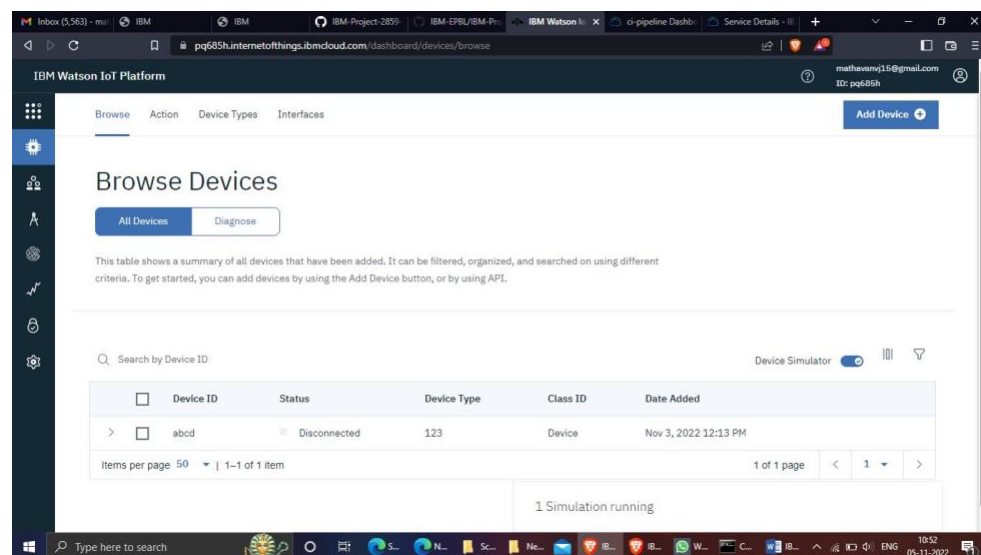 Inbox (5,563) - mat
IBM
IBM
IBM-Project-2859-
IBM-EPBL/IBM-Pro
IBM Watson Io
ci-pipeline Dashbo
Service Details - IB
pq685h.internetofthings.ibmcloud.com/dashboard/devices/browse
IBM Watson IoT Platform
mathavanvj15@gmail.com
ID: pq685h
Browse Action Device Types Interfaces
Add Device
Browse Devices
All Devices Diagnose
This table shows a summary of all devices that have been added. It can be filtered, organized, and searched on using different
criteria. To get started, you can add devices by using the Add Device button, or by using API.
Search by Device ID
Device Simulator
Device ID Status Device Type Class ID Date Added
abcd Disconnected 123 Device Nov 3, 2022 12:13 PM
Items per page 50 | 1–1 of 1 item
1 of 1 page 1
1 Simulation running
Type here to search
S... N... Sc... Ne... IB... IB... W... C... IB...
ENG
10:52
05-11-2022